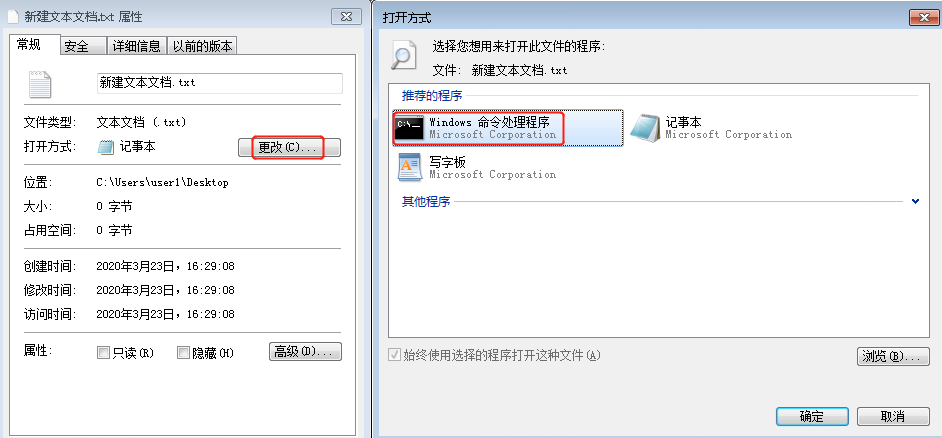 新建文本文档.txt 属性
常规
安全
详细信息
以前的版本
新建文本文档.txt
文件类型: 文本文档 (.txt)
打开方式: 记事本 更改(C)...
位置: C:\Users\user1\Desktop
大小: 0 字节
占用空间: 0 字节
创建时间: 2020年3月23日，16:29:08
修改时间: 2020年3月23日，16:29:08
访问时间: 2020年3月23日，16:29:08
属性: 只读(R) 隐藏(H) 高级(D)...
打开方式
选择您想用来打开此文件的程序:
文件: 新建文本文档.txt
推荐的程序
C:\_
Windows 命令处理程序
Microsoft Corporation
记事本
Microsoft Corporation
写字板
Microsoft Corporation
其他程序
始终使用选择的程序打开这种文件(A)
浏览(B)...
确定 取消